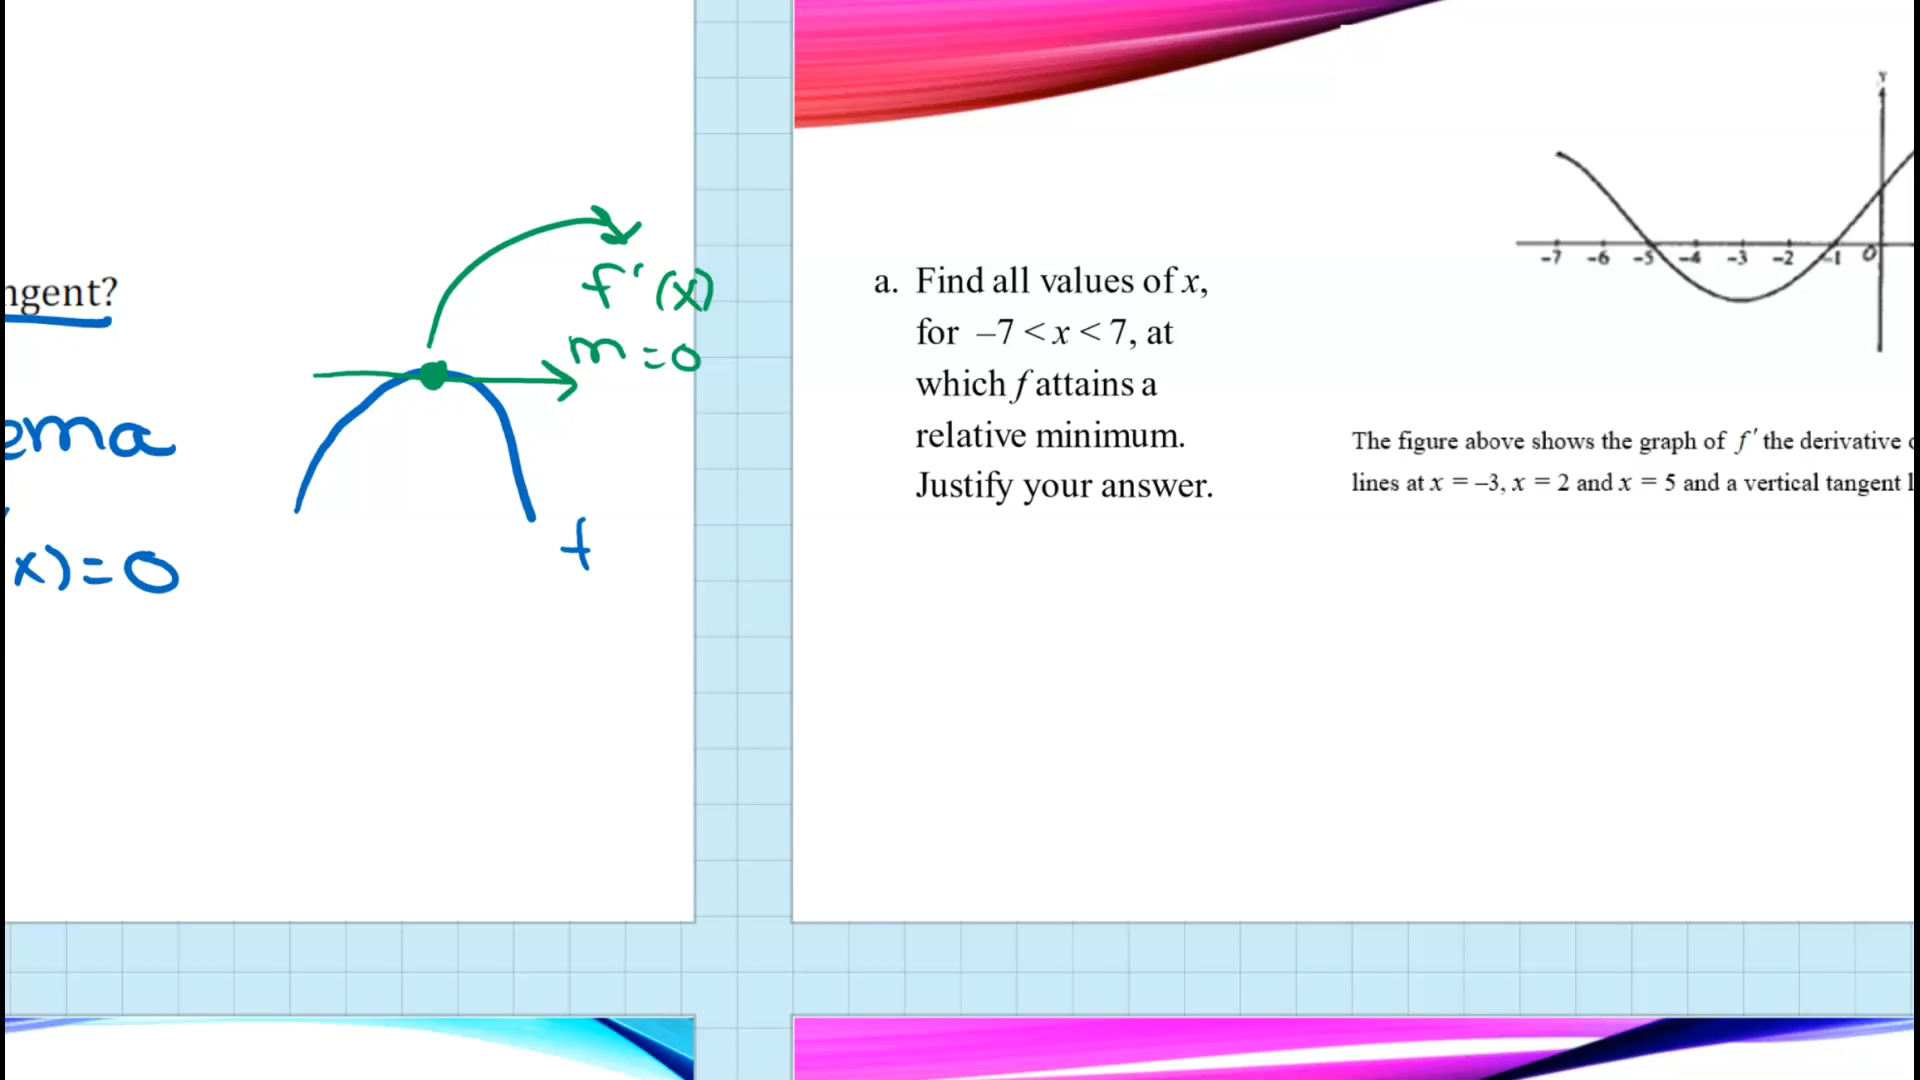 ngent?
ema
x)=0
f'(x)
m=0
f
a. Find all values of x,
for –7 < x < 7, at
which f attains a
relative minimum.
Justify your answer.
y
-7 -6 -5 -4 -3 -2 -1 0
The figure above shows the graph of f′ the derivative
lines at x = –3, x = 2 and x = 5 and a vertical tangent